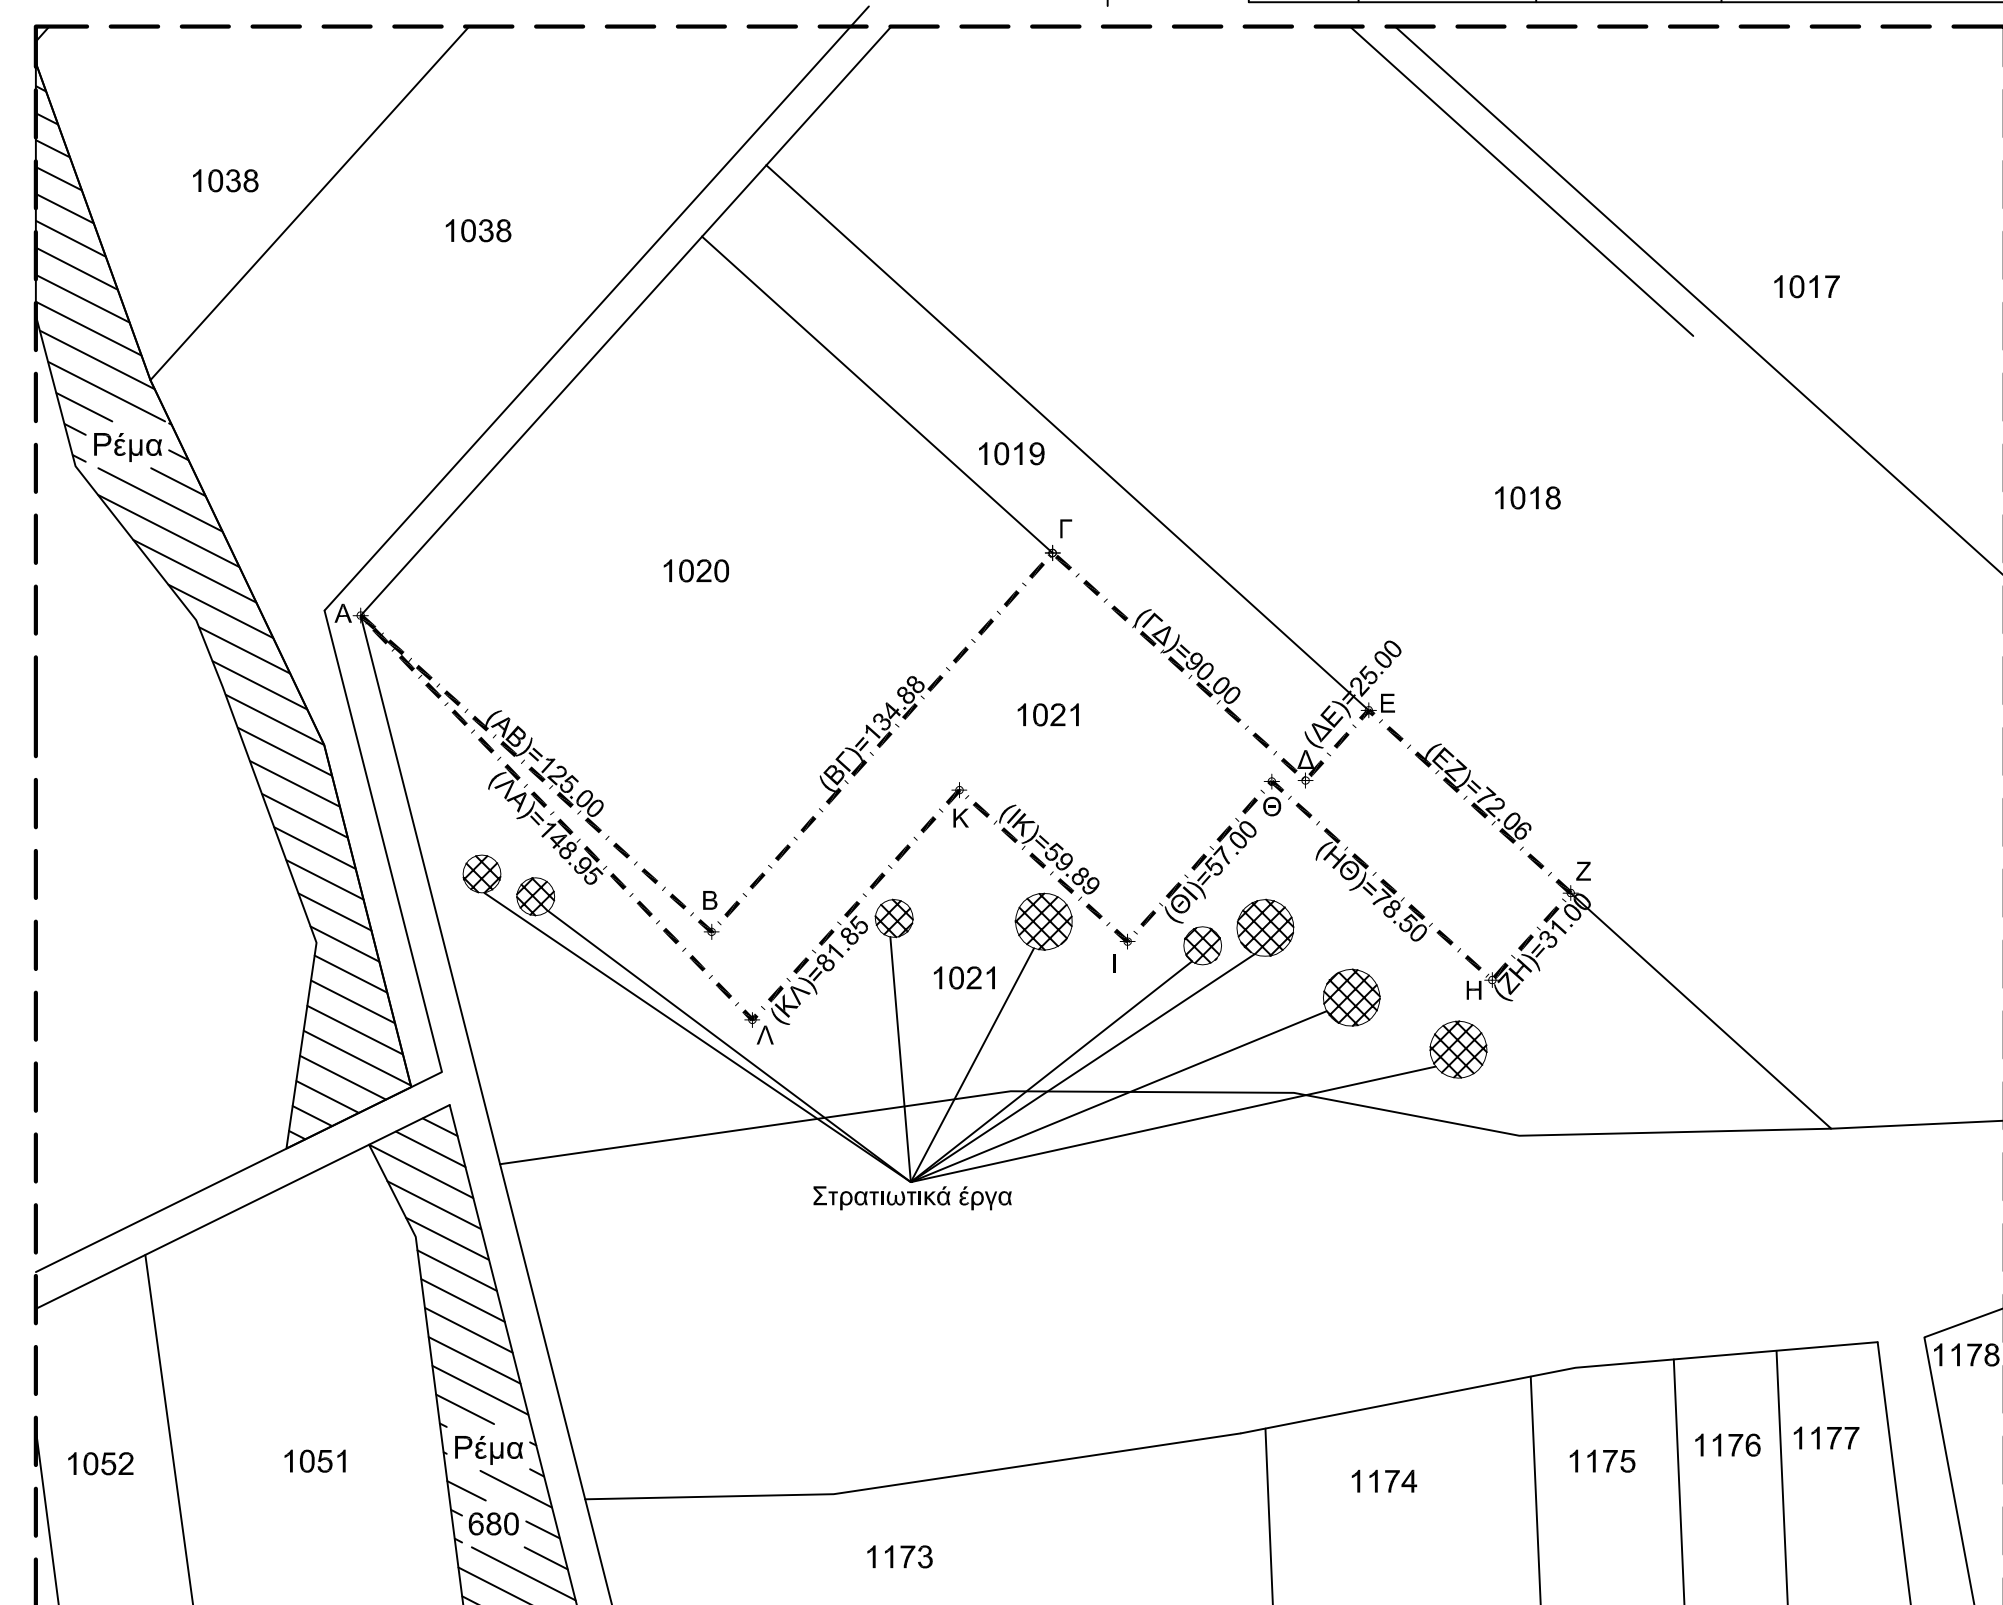 1038
1038
1017
Ρέμα
1019
1018
Γ
1020
Α
(ΓΔ)=90.00
(ΔΕ)=25.00
Ε
1021
(ΑΒ)=125.00
(ΒΓ)=134.88
Δ
(ΕΖ)=72.06
(ΛΑ)=148.95
Κ
(ΙΚ)=59.89
Θ
(ΘΙ)=57.00
(ΗΘ)=78.50
Ζ
Β
(ΚΛ)=81.85
1021
Ι
Η
(ΖΗ)=31.00
Λ
Στρατιωτικά έργα
1178
1052
1051
Ρέμα
1174
1175
1176
1177
680
1173